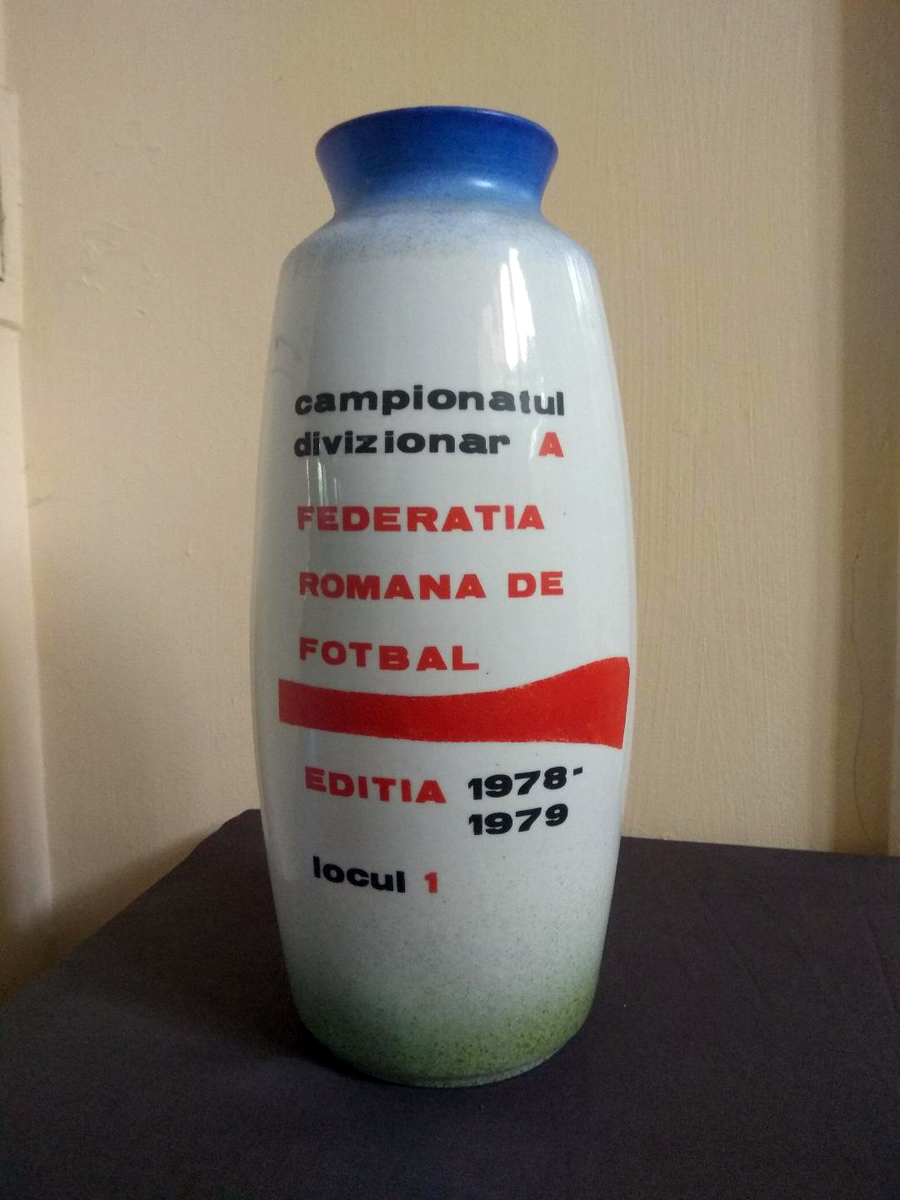 campionatul
divizionar A
FEDERATIA
ROMANA DE
FOTBAL
EDITIA 1978-
1979
locul 1